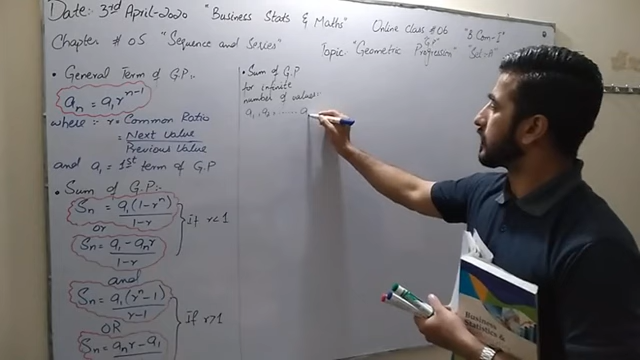 Date:- 3rd April-2020 "Business Stats & Maths" Online Class #06 "B.Com-I"
Chapter #05 "Sequence and Series" Topic "Geometric Progression" "Set-A"
G.P
• General Term of G.P:-
an = a1 r^n-1
where :- r = Common Ratio
= Next Value
Previous Value
and a1 = 1st term of G.P
• Sum of G.P:-
Sn = a1(1-r^n)
1-r
or
Sn = a1 - an r
1-r
If r<1
and
Sn = a1(r^n-1)
r-1
OR
Sn = an r - a1
If r>1
• Sum of G.P
for infinite
number of values:-
a1, a2, ...... a
Business
Statistics &